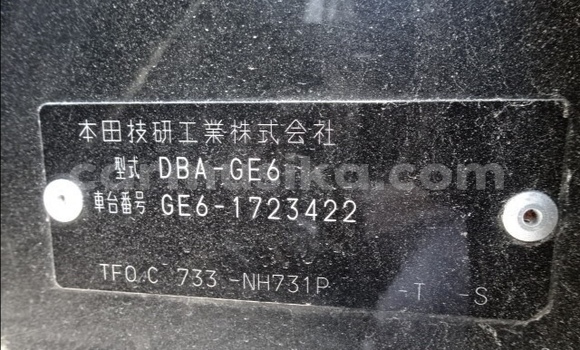 本田技研工業株式会社
型式 DBA-GE6
車台番号 GE6-1723422
TFO.C 733 -NH731P -T -S